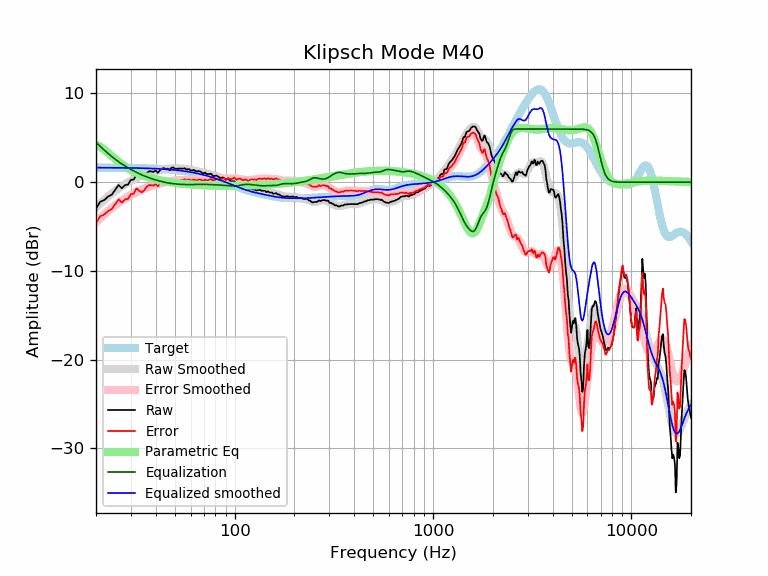 Klipsch Mode M40
Amplitude (dBr)
10
0
−10
−20
−30
Target
Raw Smoothed
Error Smoothed
Raw
Error
Parametric Eq
Equalization
Equalized smoothed
100
1000
10000
Frequency (Hz)